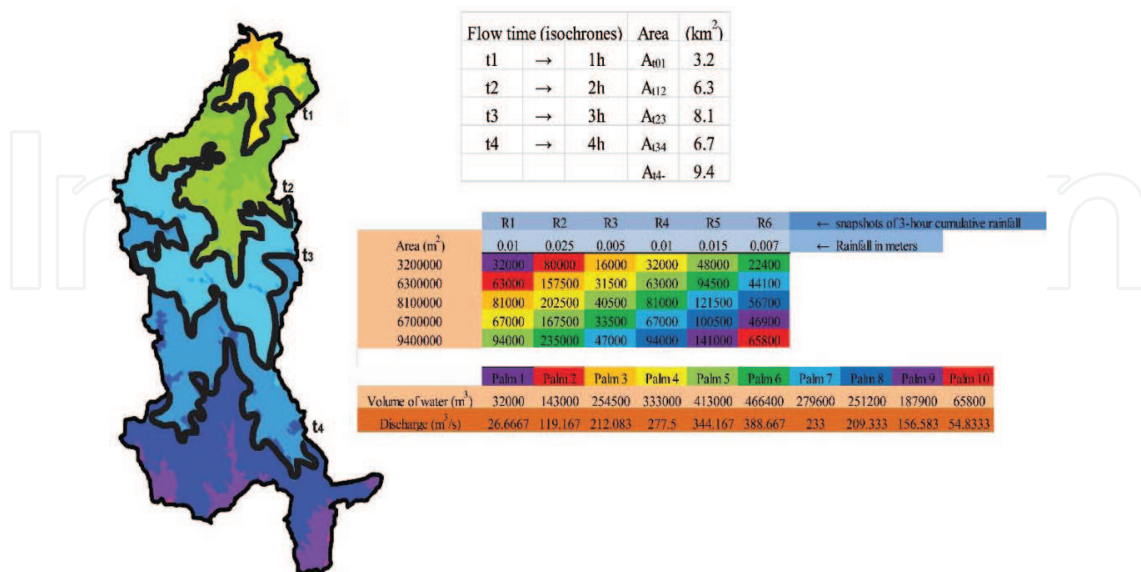 Flow time (isochrones) Area (km²)
t1 → 1h At01 3.2
t2 → 2h At12 6.3
t3 → 3h At23 8.1
t4 → 4h At34 6.7
At4- 9.4
t1
t2
t3
t4
R1 R2 R3 R4 R5 R6 ← snapshots of 3-hour cumulative rainfall
Area (m²) 0.01 0.025 0.005 0.01 0.015 0.007 ← Rainfall in meters
3200000 32000 80000 16000 32000 48000 22400
6300000 63000 157500 31500 63000 94500 44100
8100000 81000 202500 40500 81000 121500 56700
6700000 67000 167500 33500 67000 100500 46900
9400000 94000 235000 47000 94000 141000 65800
Palm 1 Palm 2 Palm 3 Palm 4 Palm 5 Palm 6 Palm 7 Palm 8 Palm 9 Palm 10
Volume of water (m³) 32000 143000 254500 333000 413000 466400 279600 251200 187900 65800
Discharge (m³/s) 26.6667 119.167 212.083 277.5 344.167 388.667 233 209.333 156.583 54.8333